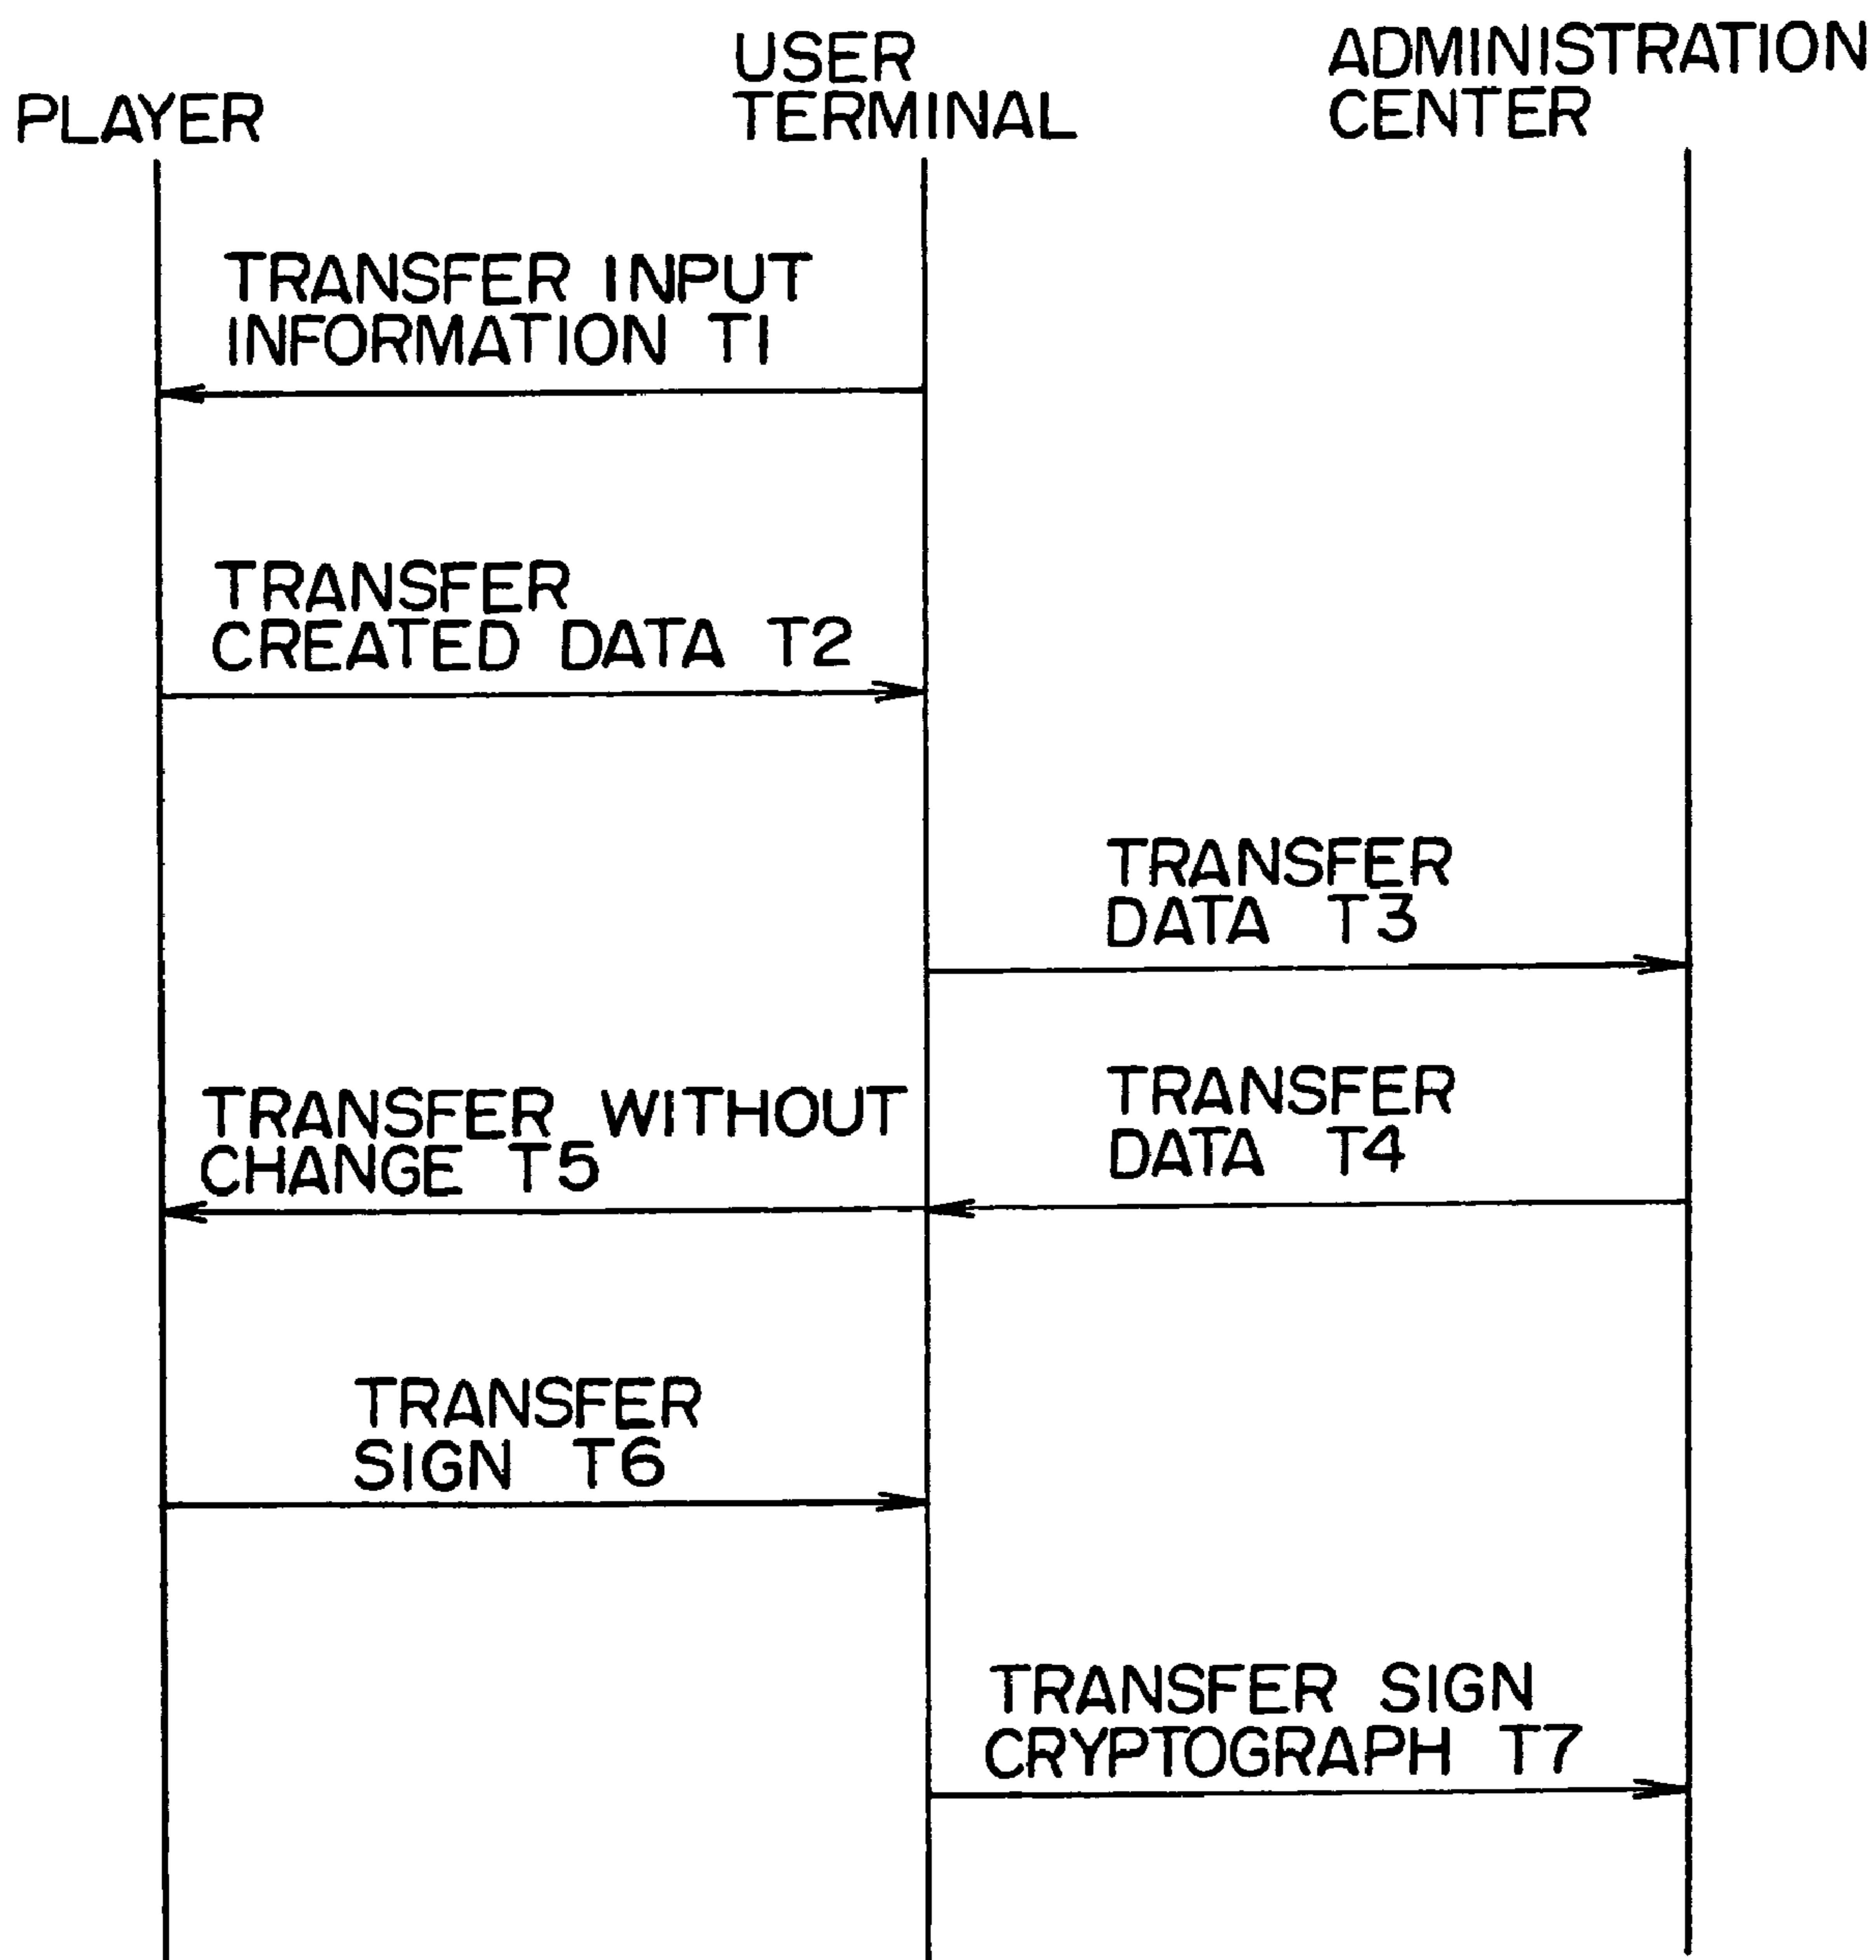 PLAYER
USER
TERMINAL
ADMINISTRATION
CENTER
TRANSFER INPUT
INFORMATION T1
TRANSFER
CREATED DATA T2
TRANSFER
DATA T3
TRANSFER
DATA T4
TRANSFER WITHOUT
CHANGE T5
TRANSFER
SIGN T6
TRANSFER SIGN
CRYPTOGRAPH T7